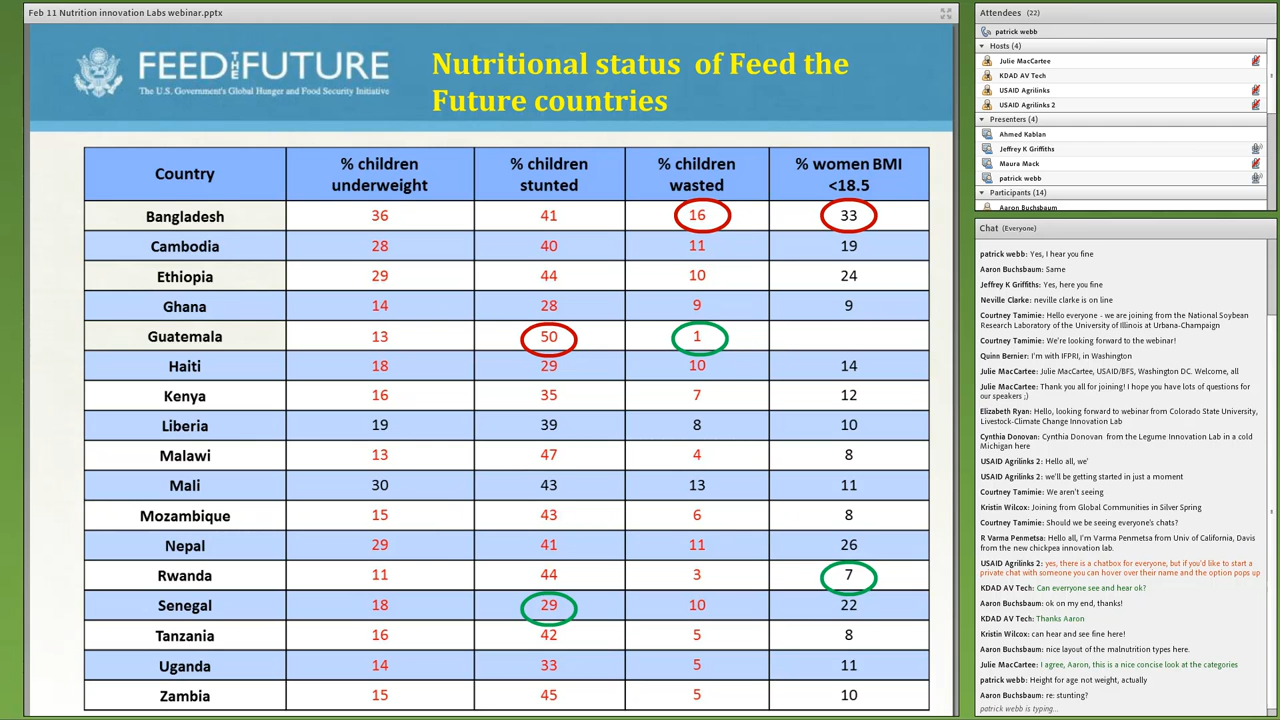 Feb 11 Nutrition innovation Labs webinar.pptx
FEED THE FUTURE
The U.S. Government's Global Hunger and Food Security Initiative
Nutritional status of Feed the
Future countries
Country % children underweight % children stunted % children wasted % women BMI <18.5
Bangladesh 36 41 16 33
Cambodia 28 40 11 19
Ethiopia 29 44 10 24
Ghana 14 28 9 9
Guatemala 13 50 1
Haiti 18 29 10 14
Kenya 16 35 7 12
Liberia 19 39 8 10
Malawi 13 47 4 8
Mali 30 43 13 11
Mozambique 15 43 6 8
Nepal 29 41 11 26
Rwanda 11 44 3 7
Senegal 18 29 10 22
Tanzania 16 42 5 8
Uganda 14 33 5 11
Zambia 15 45 5 10
Attendees (22)
patrick webb
Hosts (4)
Julie MacCartee
KDAD AV Tech
USAID Agrilinks
USAID Agrilinks 2
Presenters (4)
Ahmed Kablan
Jeffrey K Griffiths
Maura Mack
patrick webb
Participants (14)
Aaron Buchsbaum
Chat (Everyone)
patrick webb: Yes, I hear you fine
Aaron Buchsbaum: Same
Jeffrey K Griffiths: Yes, here you fine
Neville Clarke: neville clarke is on line
Courtney Tamimie: Hello everyone - we are joining from the National Soybean
Research Laboratory of the University of Illinois at Urbana-Champaign
Courtney Tamimie: We're looking forward to the webinar!
Quinn Bernier: I'm with IFPRI, in Washington
Julie MacCartee: Julie MacCartee, USAID/BFS, Washington DC. Welcome, all
Julie MacCartee: Thank you all for joining! I hope you have lots of questions for
our speakers ;)
Elizabeth Ryan: Hello, looking forward to webinar from Colorado State University,
Livestock-Climate Change Innovation Lab
Cynthia Donovan: Cynthia Donovan from the Legume Innovation Lab in a cold
Michigan here
USAID Agrilinks 2: Hello all, we'
USAID Agrilinks 2: we'll be getting started in just a moment
Courtney Tamimie: We aren't seeing
Kristin Wilcox: Joining from Global Communities in Silver Spring
Courtney Tamimie: Should we be seeing everyone's chats?
R Varma Penmetsa: Hello all, I'm Varma Penmetsa from Univ of California, Davis
from the new chickpea innovation lab.
USAID Agrilinks 2: yes, there is a chatbox for everyone, but if you'd like to start a
private chat with someone you can hover over their name and the option pops up
KDAD AV Tech: Can everyone see and hear ok?
Aaron Buchsbaum: ok on my end, thanks!
KDAD AV Tech: Thanks Aaron
Kristin Wilcox: can hear and see fine here!
Aaron Buchsbaum: nice layout of the malnutrition types here.
Julie MacCartee: I agree, Aaron, this is a nice concise look at the categories
patrick webb: Height for age not weight, actually
Aaron Buchsbaum: re: stunting?
patrick webb is typing...